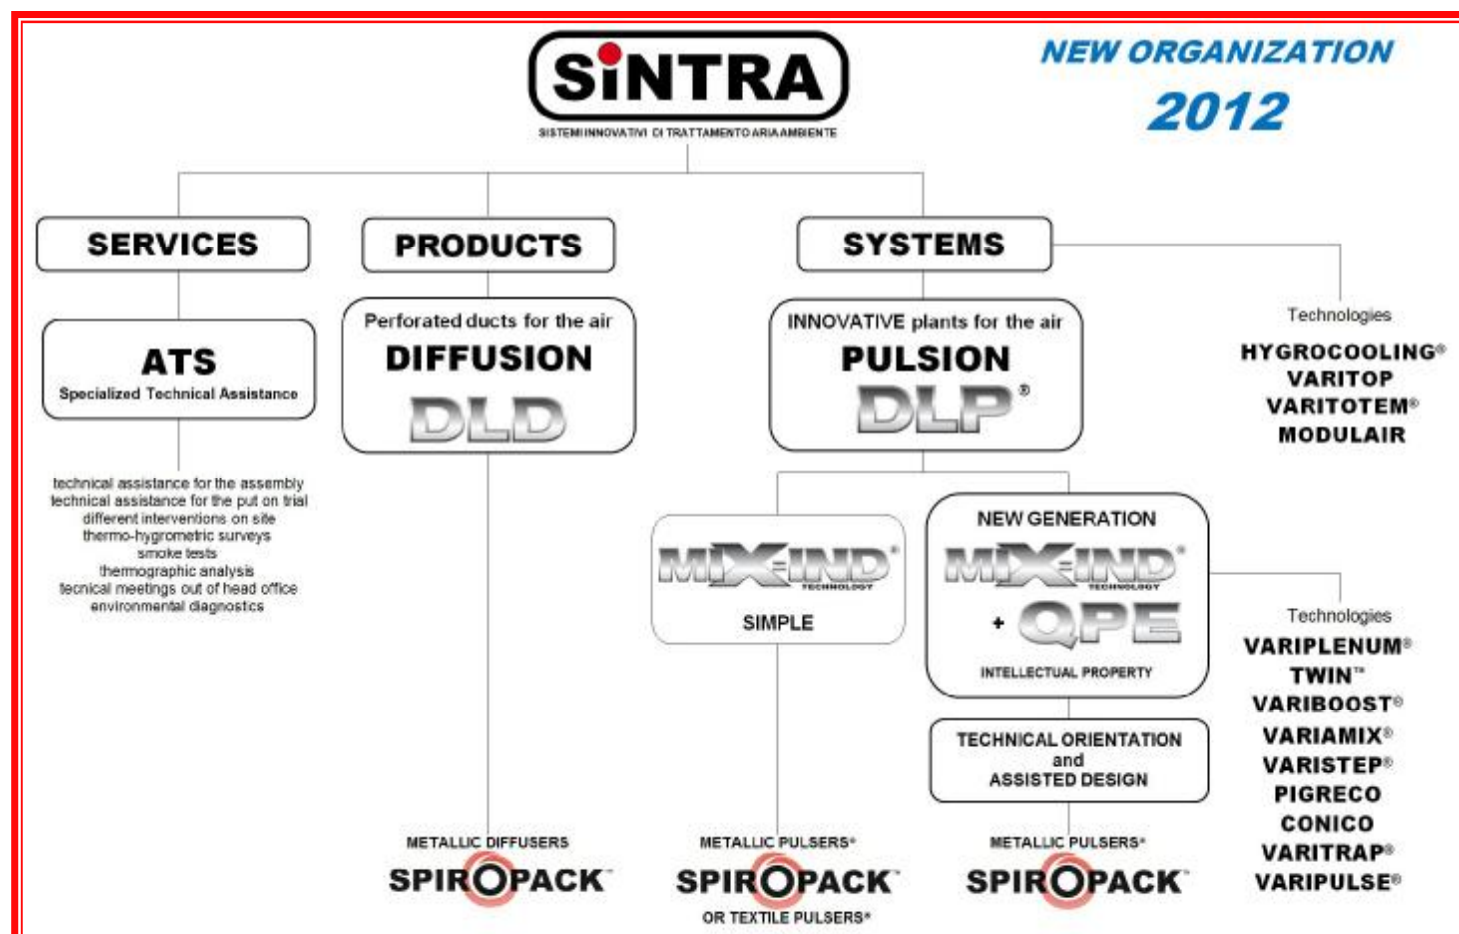 SiNTRA
SISTEMI INNOVATIVI DI TRATTAMENTO ARIA AMBIENTE
NEW ORGANIZATION
2012
SERVICES
ATS
Specialized Technical Assistance
technical assistance for the assembly
technical assistance for the put on trial
different interventions on site
thermo-hygrometric surveys
smoke tests
thermographic analysis
tecnical meetings out of head office
environmental diagnostics
PRODUCTS
Perforated ducts for the air
DIFFUSION
DLD
METALLIC DIFFUSERS
SPIROPACK™
SYSTEMS
INNOVATIVE plants for the air
PULSION
DLP®
MIX=IND®
TECHNOLOGY
SIMPLE
METALLIC PULSERS®
SPIROPACK™
OR TEXTILE PULSERS®
NEW GENERATION
MIX=IND®
TECHNOLOGY
+ QPE
INTELLECTUAL PROPERTY
TECHNICAL ORIENTATION
and
ASSISTED DESIGN
METALLIC PULSERS®
SPIROPACK™
Technologies
HYGROCOOLING®
VARITOP
VARITOTEM®
MODULAIR
Technologies
VARIPLENUM®
TWIN™
VARIBOOST®
VARIAMIX®
VARISTEP®
PIGRECO
CONICO
VARITRAP®
VARIPULSE®